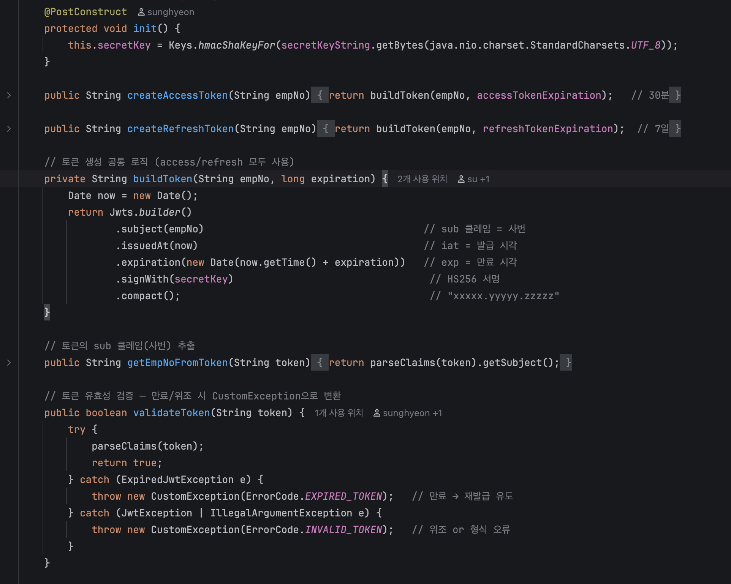 @PostConstruct sunghyeon
protected void init() {
this.secretKey = Keys.hmacShaKeyFor(secretKeyString.getBytes(java.nio.charset.StandardCharsets.UTF_8));
}
public String createAccessToken(String empNo) { return buildToken(empNo, accessTokenExpiration); // 30분 }
public String createRefreshToken(String empNo) { return buildToken(empNo, refreshTokenExpiration); // 7일 }
// 토큰 생성 공통 로직 (access/refresh 모두 사용)
private String buildToken(String empNo, long expiration) { 2개 사용 위치 su +1
Date now = new Date();
return Jwts.builder()
.subject(empNo) // sub 클레임 = 사번
.issuedAt(now) // iat = 발급 시각
.expiration(new Date(now.getTime() + expiration)) // exp = 만료 시각
.signWith(secretKey) // HS256 서명
.compact(); // "xxxxx.yyyyy.zzzzz"
}
// 토큰의 sub 클레임(사번) 추출
public String getEmpNoFromToken(String token) { return parseClaims(token).getSubject(); }
// 토큰 유효성 검증 — 만료/위조 시 CustomException으로 변환
public boolean validateToken(String token) { 1개 사용 위치 sunghyeon +1
try {
parseClaims(token);
return true;
} catch (ExpiredJwtException e) {
throw new CustomException(ErrorCode.EXPIRED_TOKEN); // 만료 → 재발급 유도
} catch (JwtException | IllegalArgumentException e) {
throw new CustomException(ErrorCode.INVALID_TOKEN); // 위조 or 형식 오류
}
}